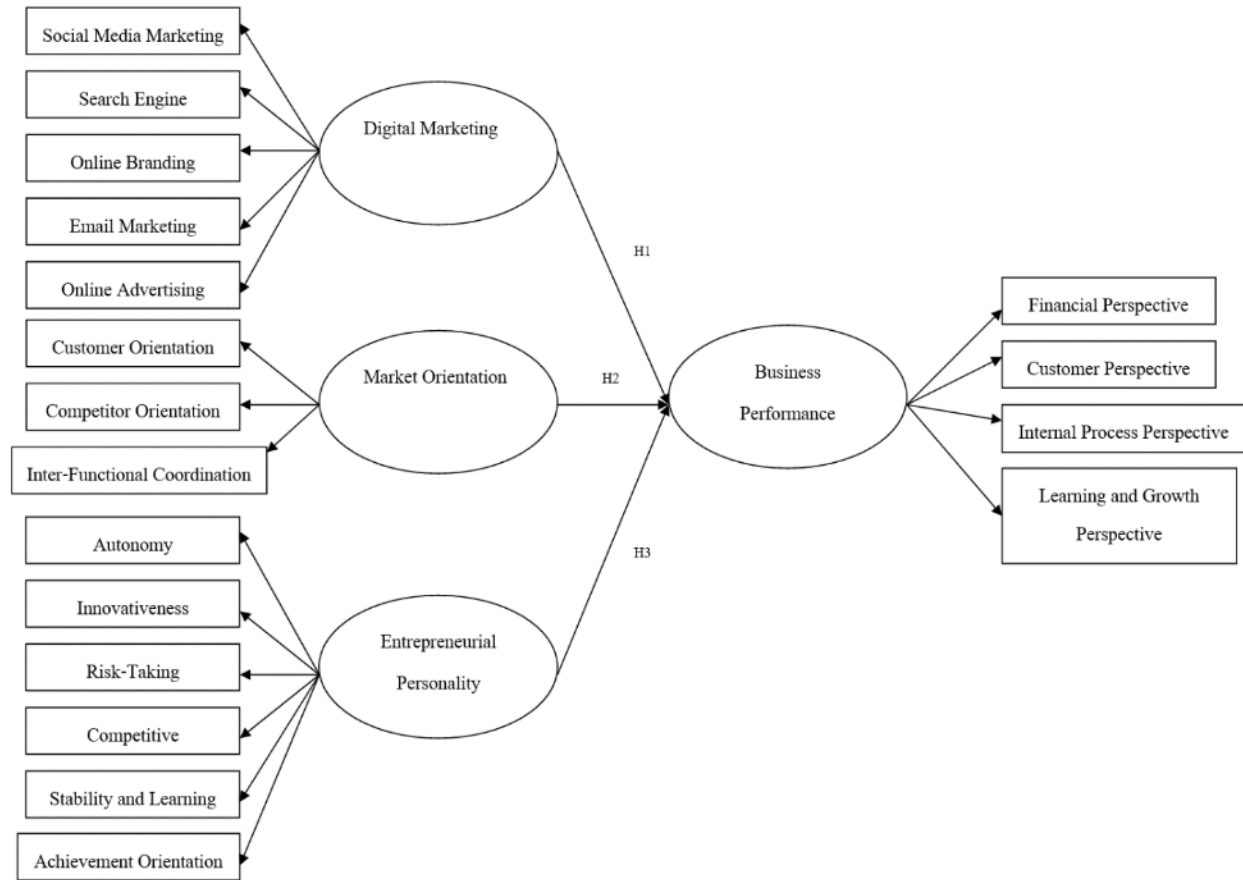 Social Media Marketing
Search Engine
Online Branding
Email Marketing
Online Advertising
Customer Orientation
Competitor Orientation
Inter-Functional Coordination
Autonomy
Innovativeness
Risk-Taking
Competitive
Stability and Learning
Achievement Orientation
Digital Marketing
Market Orientation
Entrepreneurial
Personality
H1
H2
H3
Business
Performance
Financial Perspective
Customer Perspective
Internal Process Perspective
Learning and Growth
Perspective